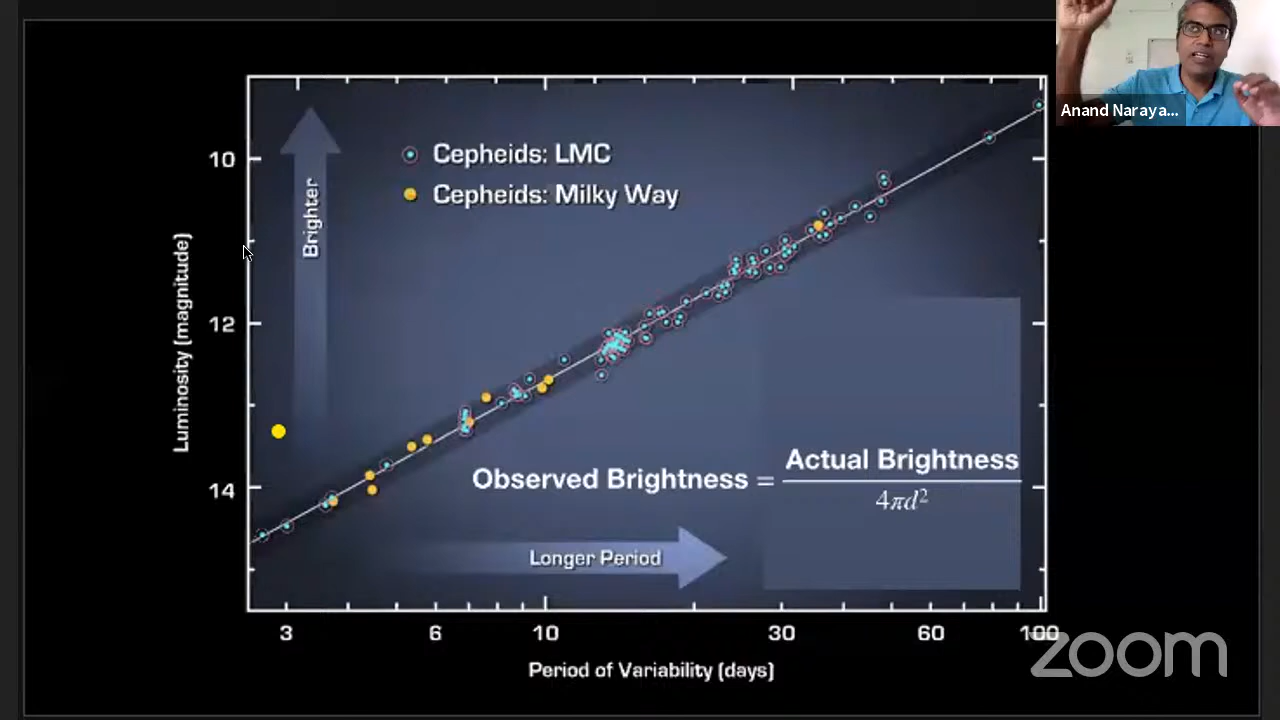 Anand Naraya...
Cepheids: LMC
Cepheids: Milky Way
Brighter
Luminosity (magnitude)
10
12
14
Observed Brightness = Actual Brightness / 4πd²
Longer Period
3 6 10 30 60 100
Period of Variability (days)
zoom